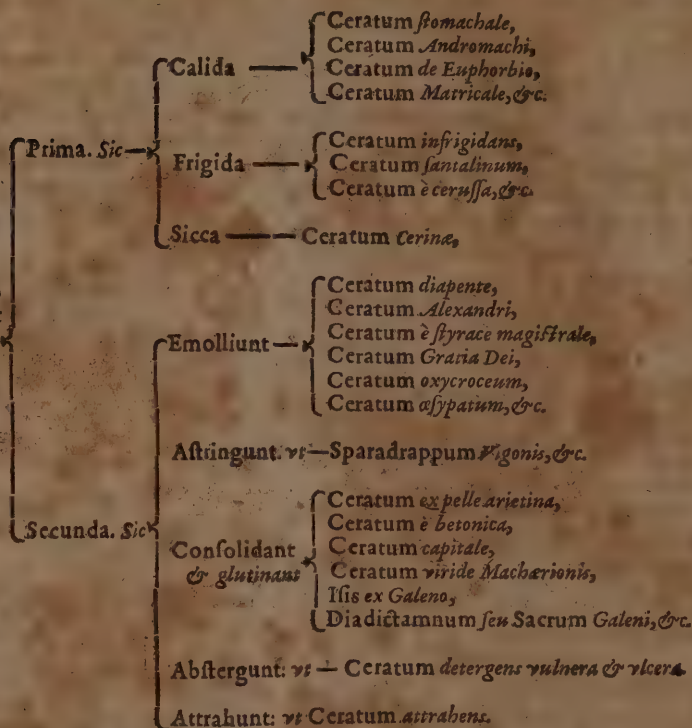 Ceratum ſtomachale,
Ceratum Andromachi,
Calida
Ceratum de Euphorbio,
Ceratum Matricale, &c.
Prima. Sic
Ceratum infrigidans,
Frigida
Ceratum ſantalinum,
Ceratum è ceruſſa, &c.
Sicca Ceratum Cerinæ,
Ceratum diapente,
Ceratum Alexandri,
Emolliunt
Ceratum è ſtyrace magiſtrale,
Ceratum Gratia Dei,
Ceratum oxycroceum,
Ceratum œſypatum, &c.
Aſtringunt. vt Sparadrappum Vigonis, &c.
Ceratum ex pelle arietina,
Secunda. Sic
Ceratum è betonica,
Conſolidant
Ceratum capitale,
& glutinant
Ceratum viride Machærionis,
Iſis ex Galeno,
Diadictamnum ſeu Sacrum Galeni, &c.
Abſtergunt: vt Ceratum detergens vulnera & vlcera
Attrahunt: vt Ceratum attrahens.